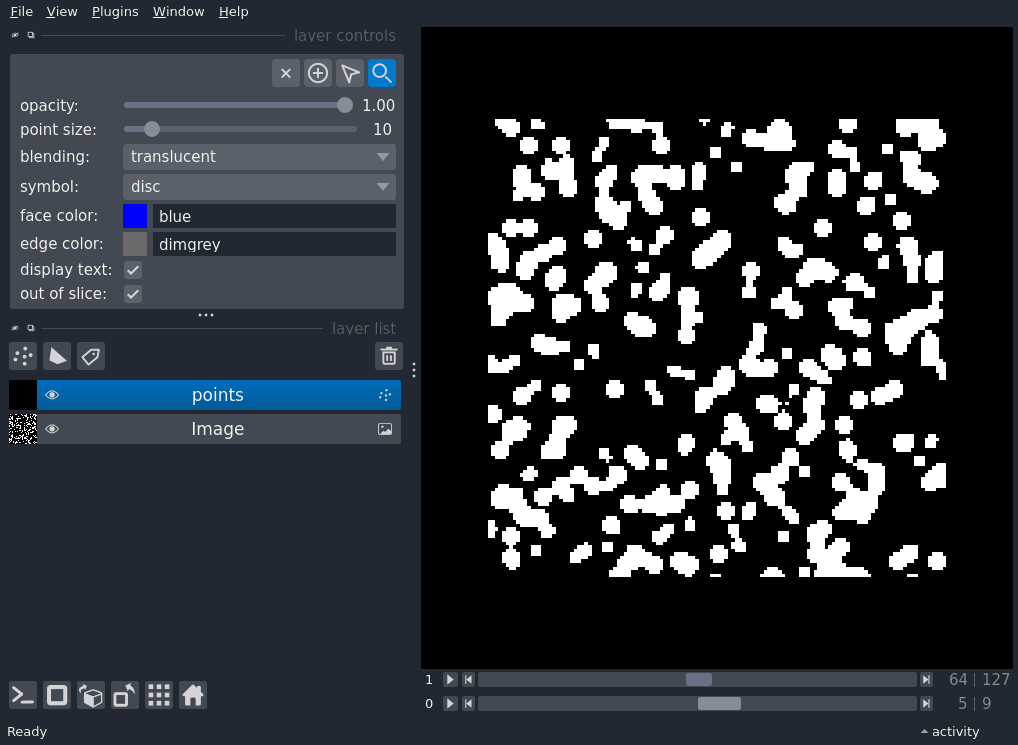 File View Plugins Window Help
layer controls
opacity: 1.00
point size: 10
blending: translucent
symbol: disc
face color: blue
edge color: dimgrey
display text:
out of slice:
layer list
points
Image
1 64 | 127
0 5 | 9
Ready activity